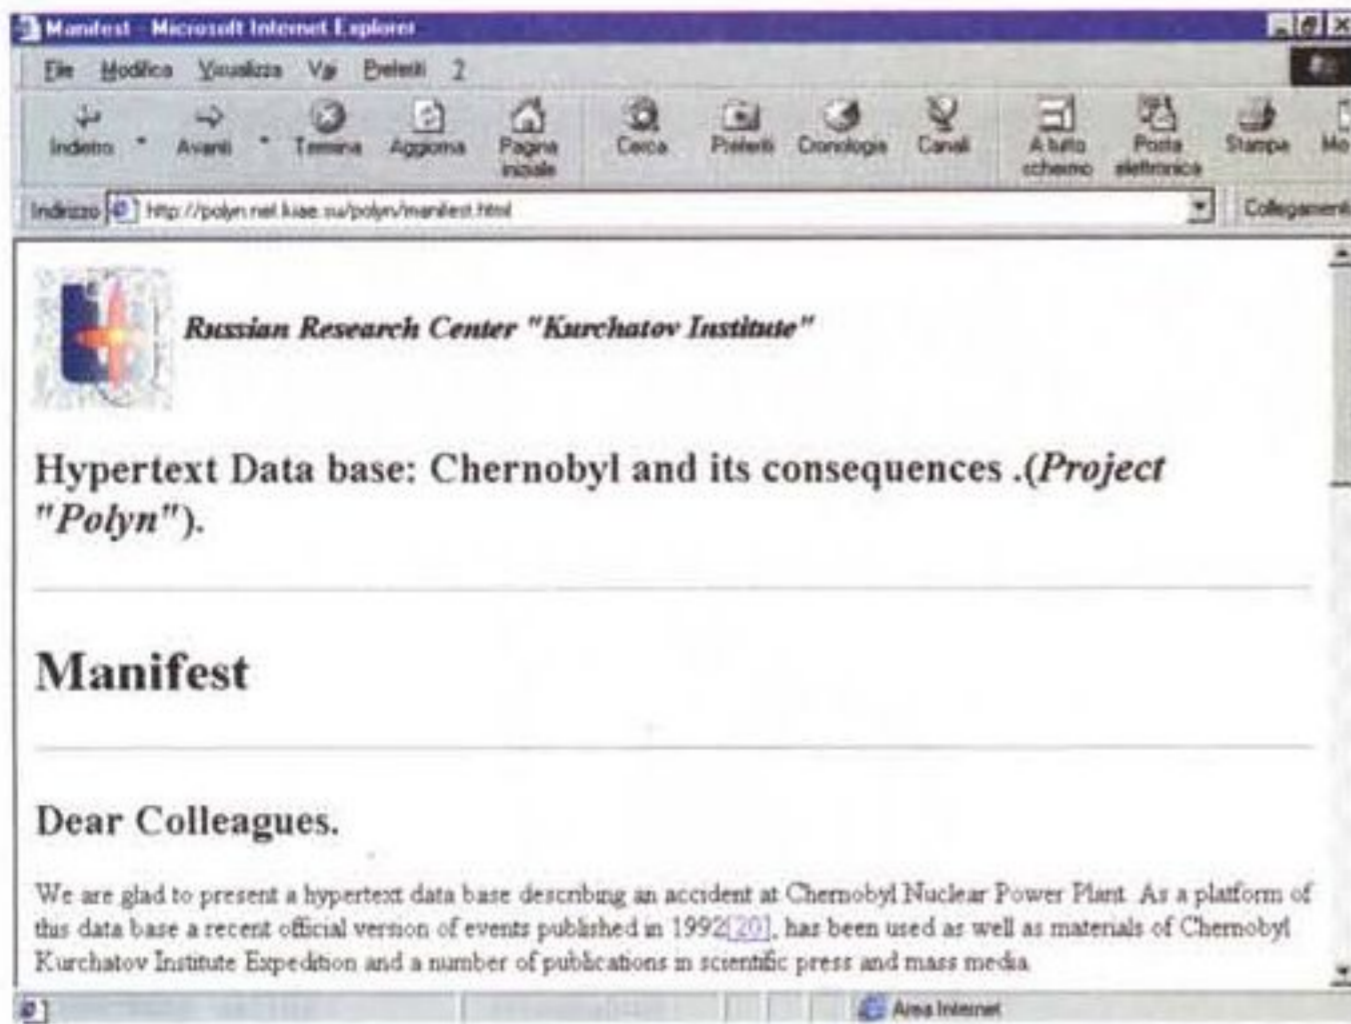 Manifest - Microsoft Internet Explorer
File Modifica Visualizza Vai Preferiti ?
Indietro Avanti Termina Aggiorna Pagina iniziale Cerca Preferiti Cronologia Canali A tutto schermo Posta elettronica Stampa Mo
Indirizzo http://polyn.net.kiae.su/polyn/manifest.html Collegamenti
Russian Research Center "Kurchatov Institute"
Hypertext Data base: Chernobyl and its consequences .(Project
"Polyn").
Manifest
Dear Colleagues.
We are glad to present a hypertext data base describing an accident at Chernobyl Nuclear Power Plant. As a platform of
this data base a recent official version of events published in 1992[20], has been used as well as materials of Chernobyl
Kurchatov Institute Expedition and a number of publications in scientific press and mass media
Area Internet